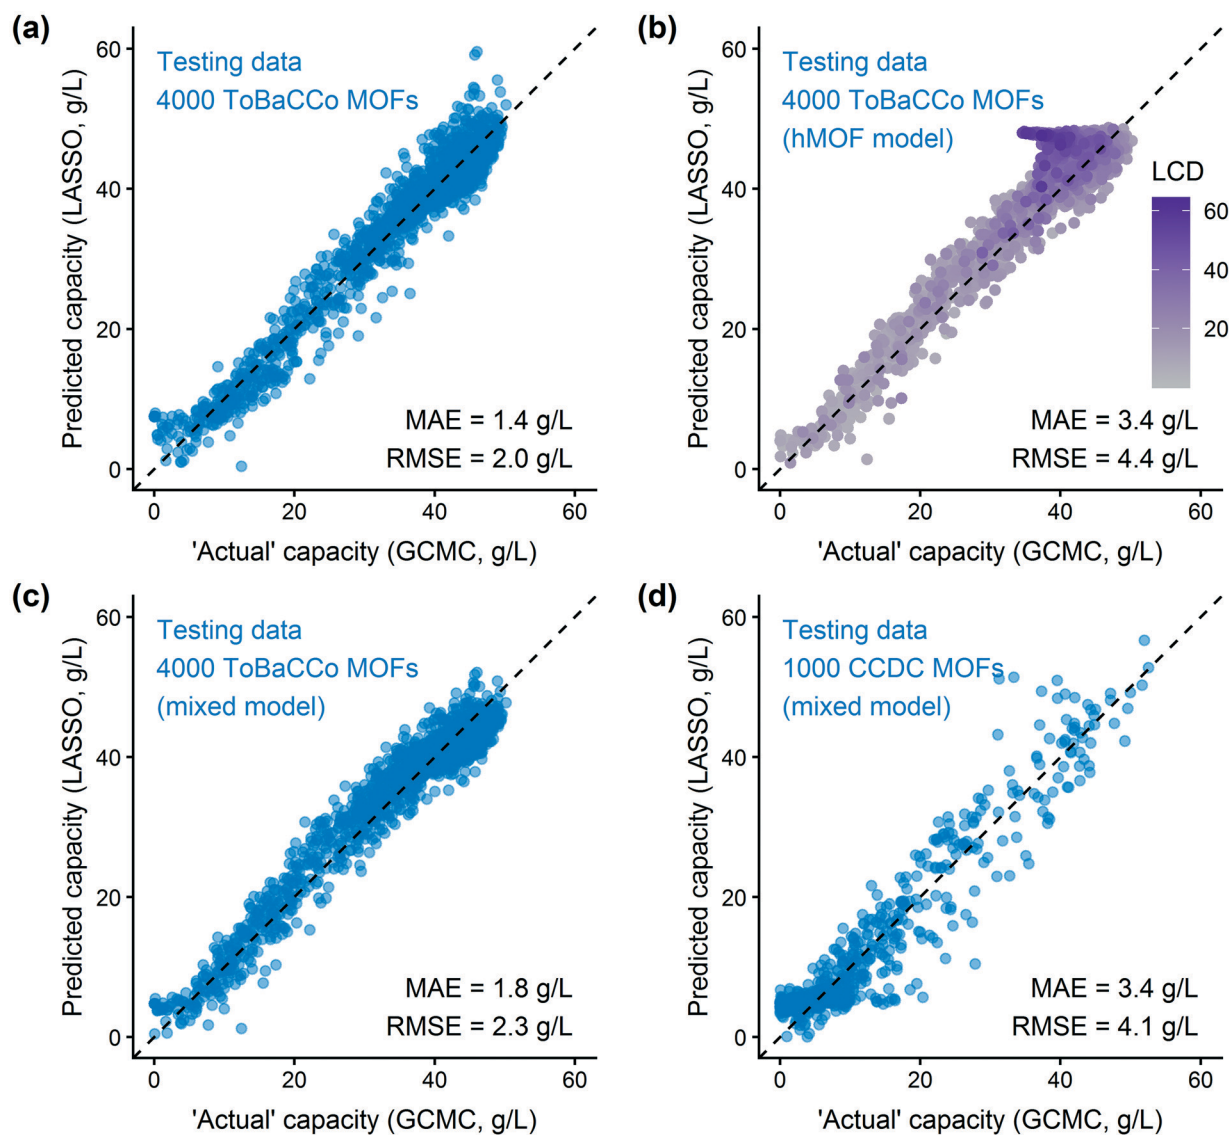 (a)
Testing data
4000 ToBaCCo MOFs
MAE = 1.4 g/L
RMSE = 2.0 g/L
Predicted capacity (LASSO, g/L)
60
40
20
0
0 20 40 60
'Actual' capacity (GCMC, g/L)
(b)
Testing data
4000 ToBaCCo MOFs
(hMOF model)
LCD
60
40
20
MAE = 3.4 g/L
RMSE = 4.4 g/L
Predicted capacity (LASSO, g/L)
60
40
20
0
0 20 40 60
'Actual' capacity (GCMC, g/L)
(c)
Testing data
4000 ToBaCCo MOFs
(mixed model)
MAE = 1.8 g/L
RMSE = 2.3 g/L
Predicted capacity (LASSO, g/L)
60
40
20
0
0 20 40 60
'Actual' capacity (GCMC, g/L)
(d)
Testing data
1000 CCDC MOFs
(mixed model)
MAE = 3.4 g/L
RMSE = 4.1 g/L
Predicted capacity (LASSO, g/L)
60
40
20
0
0 20 40 60
'Actual' capacity (GCMC, g/L)